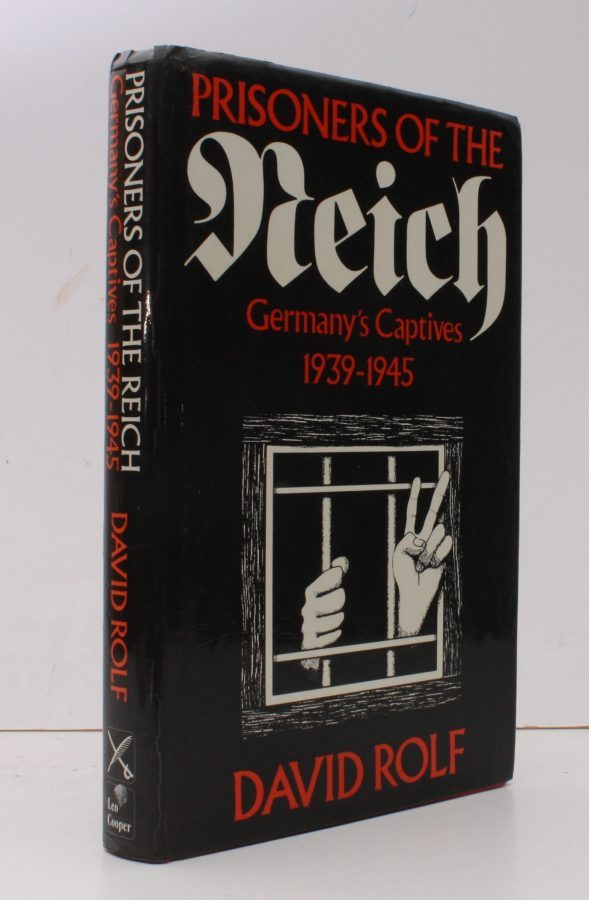 PRISONERS OF THE
Reich
Germany's Captives
1939-1945
DAVID ROLF
PRISONERS OF THE REICH
Germany's Captives 1939-1945
DAVID ROLF
Leo
Cooper